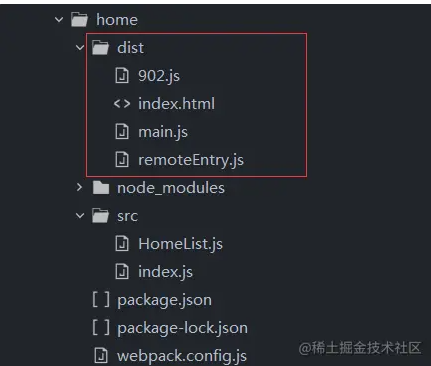 home
dist
902.js
index.html
main.js
remoteEntry.js
node_modules
src
HomeList.js
index.js
package.json
package-lock.json
webpack.config.js
@稀土掘金技术社区